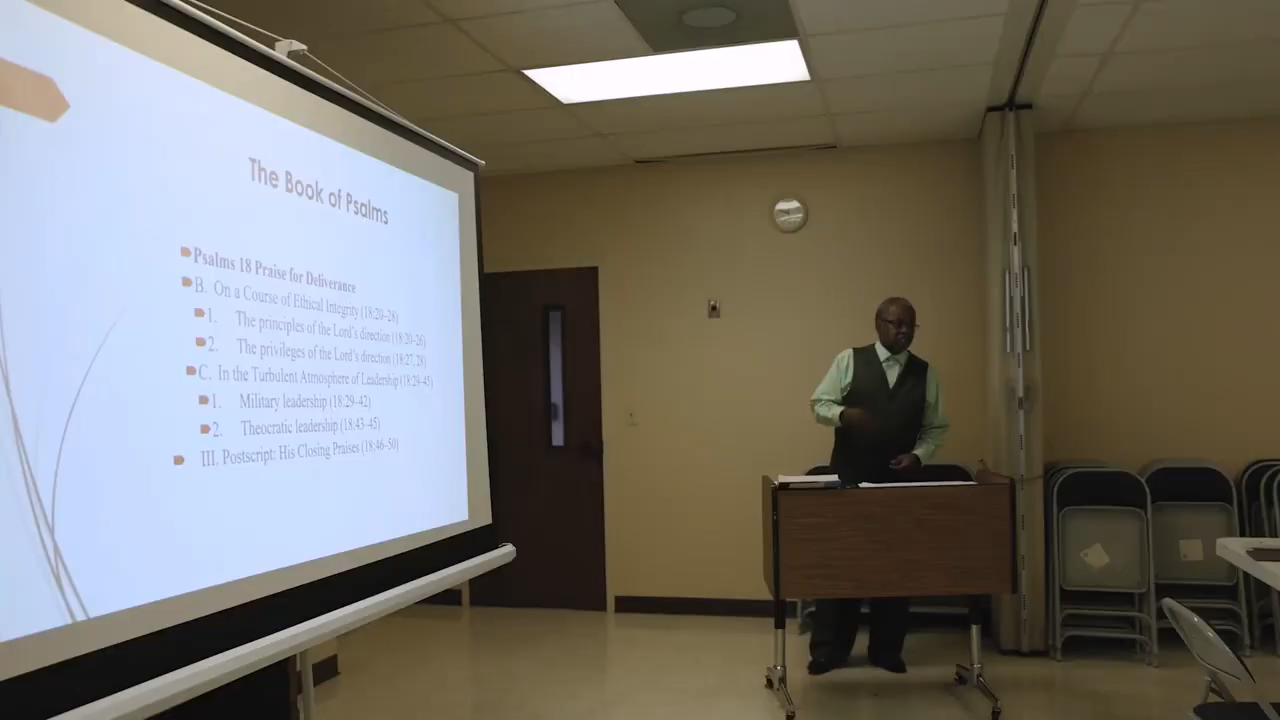 The Book of Psalms
Psalms 18 Praise for Deliverance
B. On a Course of Ethical Integrity (18:20–28)
1. The principles of the Lord's direction (18:20–26)
2. The privileges of the Lord's direction (18:27, 28)
C. In the Turbulent Atmosphere of Leadership (18:29–45)
1. Military leadership (18:29–42)
2. Theocratic leadership (18:43–45)
III. Postscript: His Closing Praises (18:46–50)